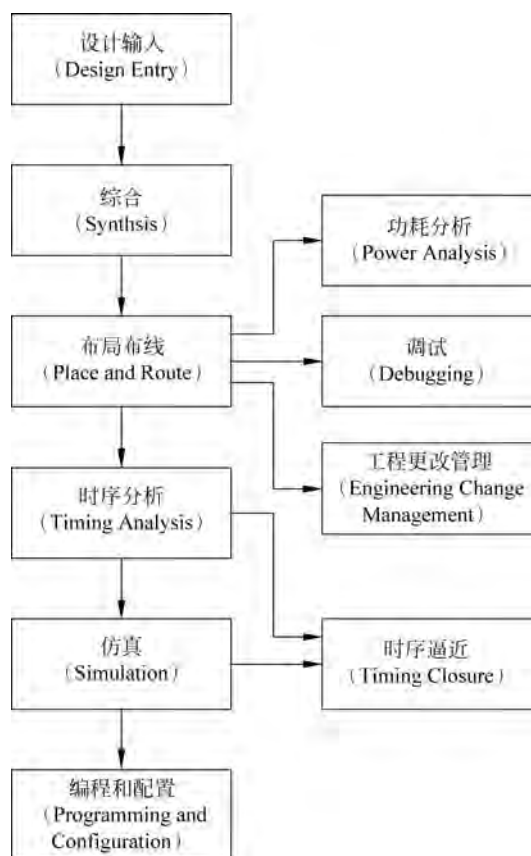 设计输入
(Design Entry)
综合
(Synthsis)
功耗分析
(Power Analysis)
布局布线
(Place and Route)
调试
(Debugging)
工程更改管理
(Engineering Change
Management)
时序分析
(Timing Analysis)
仿真
(Simulation)
时序逼近
(Timing Closure)
编程和配置
(Programming and
Configuration)